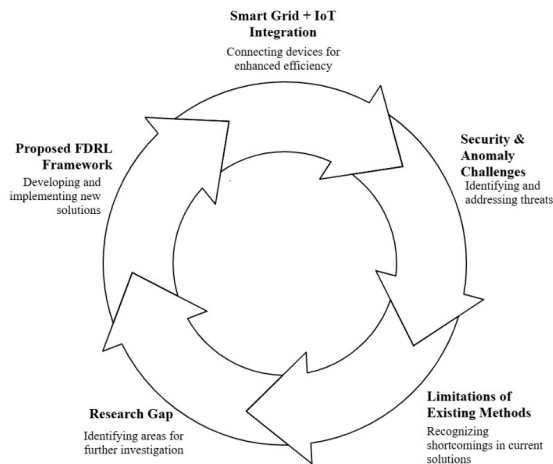 Smart Grid + IoT
Integration
Connecting devices for
enhanced efficiency
Security &
Anomaly
Challenges
Identifying and
addressing threats
Limitations of
Existing Methods
Recognizing
shortcomings in current
solutions
Research Gap
Identifying areas for
further investigation
Proposed FDRL
Framework
Developing and
implementing new
solutions